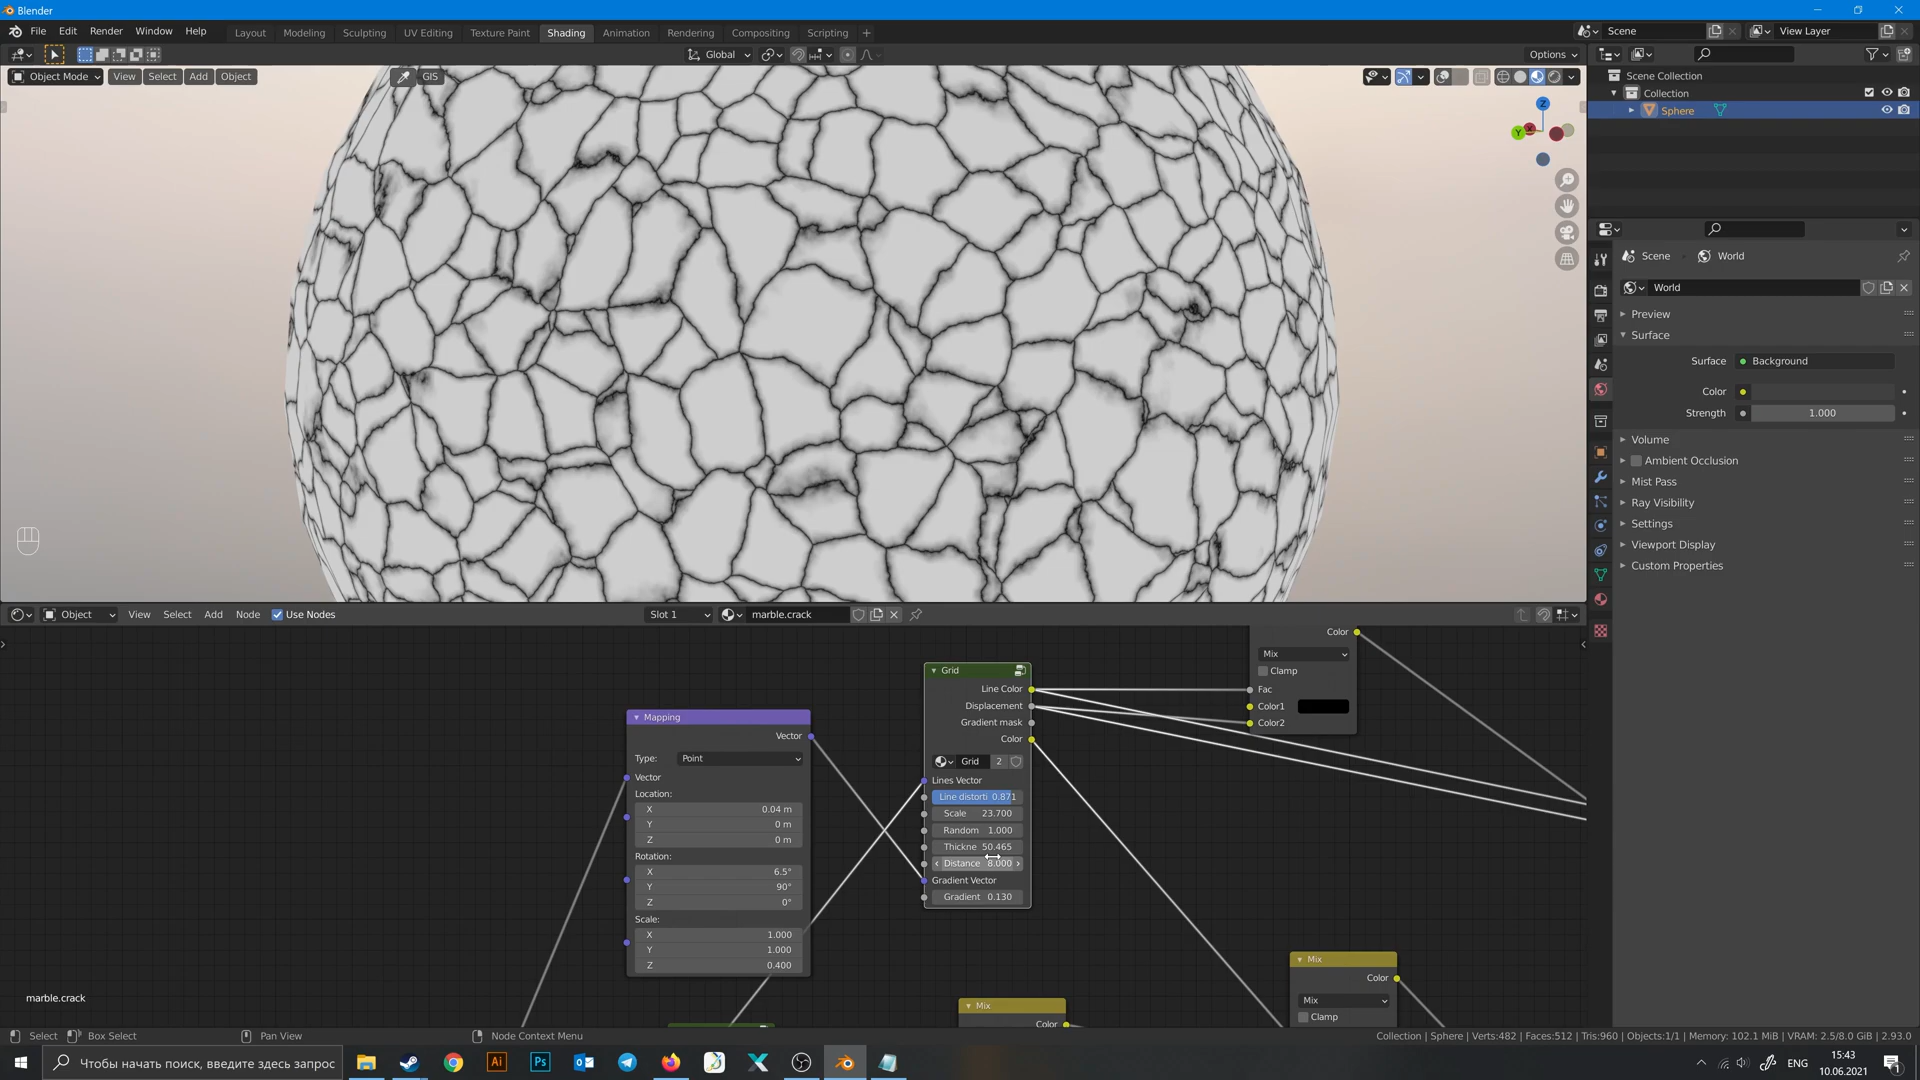 Blender
File Edit Render Window Help
Layout Modeling Sculpting UV Editing Texture Paint Shading Animation Rendering Compositing Scripting +
Scene View Layer
Global Options
Object Mode View Select Add Object GIS
Z
Y
X
Scene Collection
Collection
Sphere
Scene World
World
Preview
Surface
Surface Background
Color
Strength 1.000
Volume
Ambient Occlusion
Mist Pass
Ray Visibility
Settings
Viewport Display
Custom Properties
Object View Select Add Node Use Nodes Slot 1 marble.crack
Mapping
Vector
Type: Point
Vector
Location:
X 0.04 m
Y 0 m
Z 0 m
Rotation:
X 6.5°
Y 90°
Z 0°
Scale:
X 1.000
Y 1.000
Z 0.400
Grid
Line Color
Displacement
Gradient mask
Color
Grid 2
Lines Vector
Line distorti 0.871
Scale 23.700
Random 1.000
Thickne 50.465
Distance 8.000
Gradient Vector
Gradient 0.130
Color
Mix
Clamp
Fac
Color1
Color2
Mix
Color
Mix
Color
Mix
Clamp
marble.crack
Select Box Select Pan View Node Context Menu
Collection | Sphere | Verts:482 | Faces:512 | Tris:960 | Objects:1/1 | Memory: 102.1 MiB | VRAM: 2.5/8.0 GiB | 2.93.0
Чтобы начать поиск, введите здесь запрос
Ai Ps
ENG
15:43
10.06.2021
1